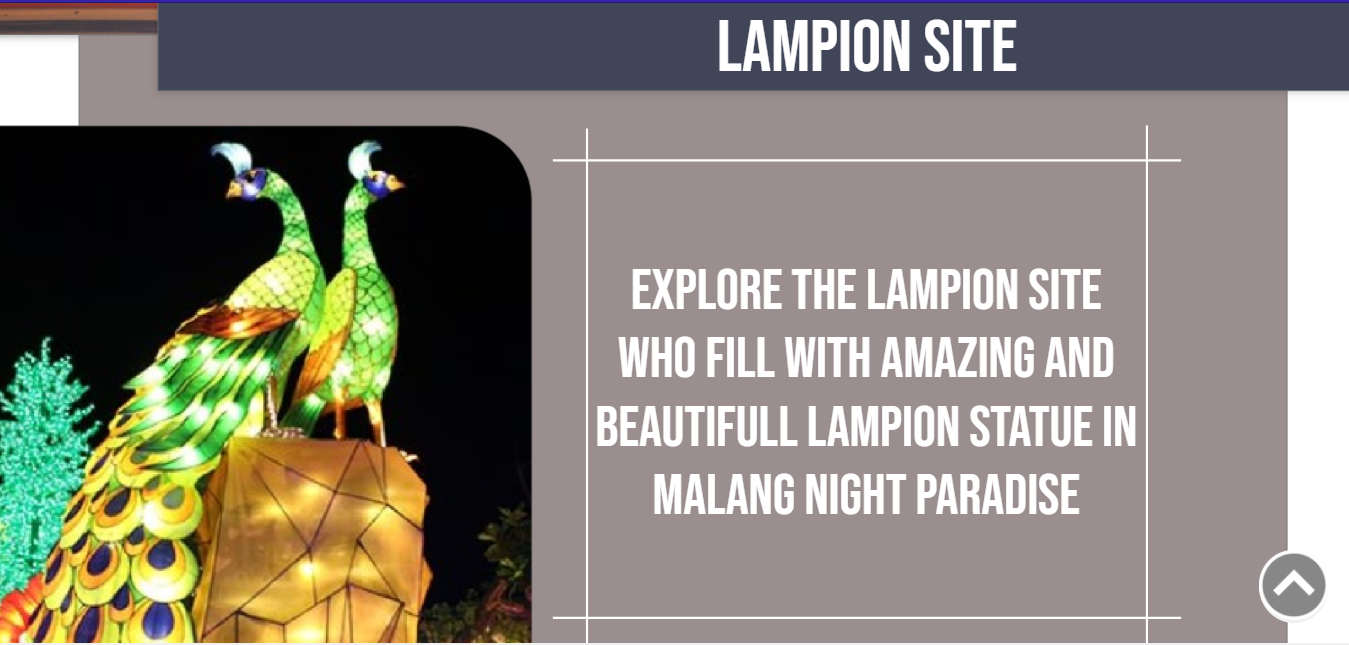 LAMPION SITE
EXPLORE THE LAMPION SITE
WHO FILL WITH AMAZING AND
BEAUTIFULL LAMPION STATUE IN
MALANG NIGHT PARADISE